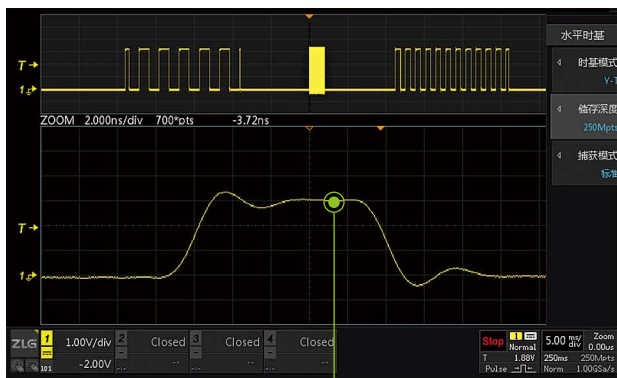 水平时基
T
时基模式
Y-T
1
ZOOM 2.000ns/div 700*pts -3.72ns
储存深度
250Mpts
捕获模式
标准
T
1
ZLG 1 1.00V/div 2 Closed 3 Closed 4 Closed
101 -2.00V -- -- --
Stop 1 Normal 5.00 ms/div Zoom 0.00us
T 1.88V 250ms 250Mpts
Pulse Norm 1.00GSa/s